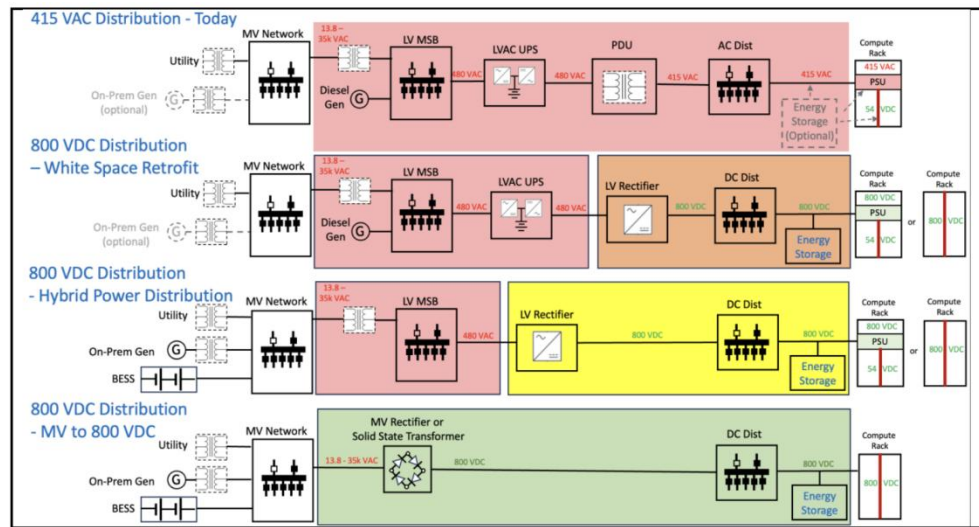 415 VAC Distribution - Today
MV Network
13.8 –
35k VAC
LV MSB
LVAC UPS
PDU
AC Dist
Compute
Rack
Utility
480 VAC
480 VAC
415 VAC
415 VAC
415 VAC
PSU
On-Prem Gen
(optional)
G
Diesel
Gen
G
54 VDC
Energy
Storage
(Optional)
800 VDC Distribution
– White Space Retrofit
MV Network
13.8 –
35k VAC
LV MSB
LVAC UPS
LV Rectifier
DC Dist
Compute
Rack
Utility
480 VAC
480 VAC
800 VDC
800 VDC
800 VDC
PSU
54 VDC
or
800 VDC
On-Prem Gen
(optional)
G
Diesel
Gen
G
Energy
Storage
800 VDC Distribution
- Hybrid Power Distribution
MV Network
13.8 –
35k VAC
LV MSB
LV Rectifier
DC Dist
Compute
Rack
Compute
Rack
Utility
480 VAC
800 VDC
800 VDC
800 VDC
PSU
54 VDC
or
800 VDC
On-Prem Gen
G
BESS
Energy
Storage
800 VDC Distribution
- MV to 800 VDC
MV Network
MV Rectifier or
Solid State Transformer
DC Dist
Compute
Rack
Utility
13.8 - 35k VAC
800 VDC
800 VDC
800 VDC
On-Prem Gen
G
BESS
Energy
Storage